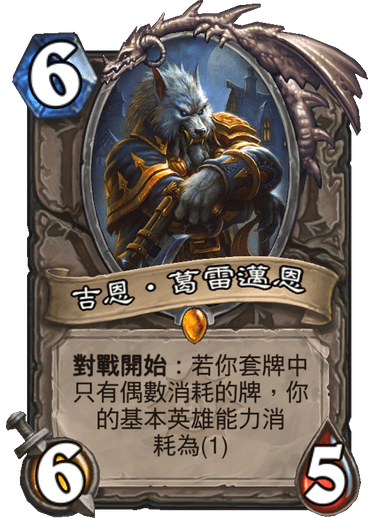 6
吉恩・葛雷邁恩
對戰開始：若你套牌中
只有偶數消耗的牌，你
的基本英雄能力消
耗為(1)
6
5